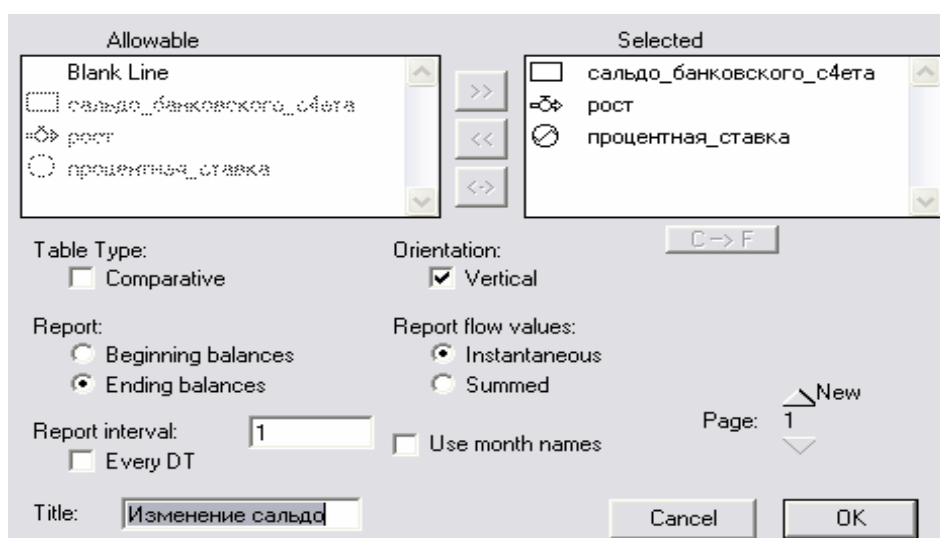 Allowable
Selected
Blank Line
сальдо_банковского_с4ета
рост
процентная_ставка
>>
<<
<->
сальдо_банковского_с4ета
рост
процентная_ставка
C -> F
Table Type:
Comparative
Orientation:
Vertical
Report:
Beginning balances
Ending balances
Report flow values:
Instantaneous
Summed
Report interval: 1
Every DT
Use month names
New
Page: 1
Title: Изменение сальдо
Cancel
OK